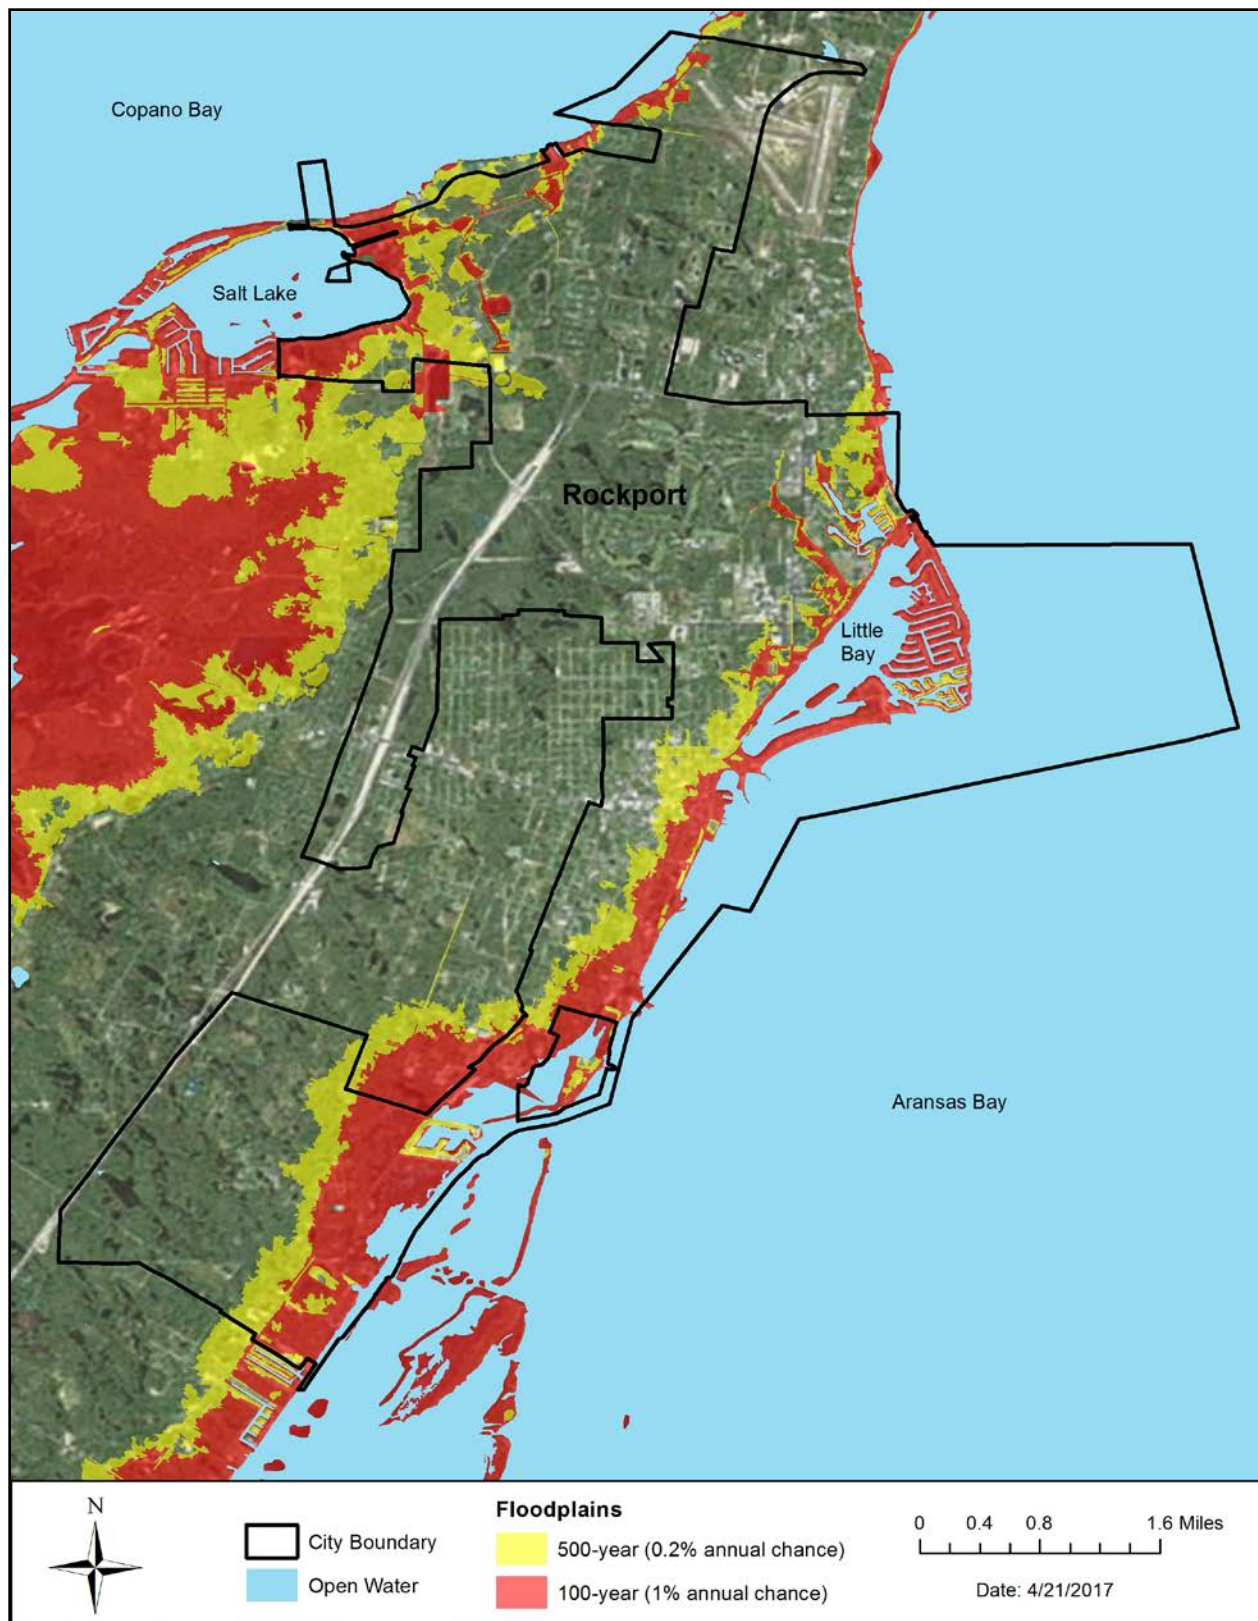 Copano Bay
Salt Lake
Rockport
Little
Bay
Aransas Bay
N
City Boundary
Open Water
Floodplains
500-year (0.2% annual chance)
100-year (1% annual chance)
0 0.4 0.8 1.6 Miles
Date: 4/21/2017